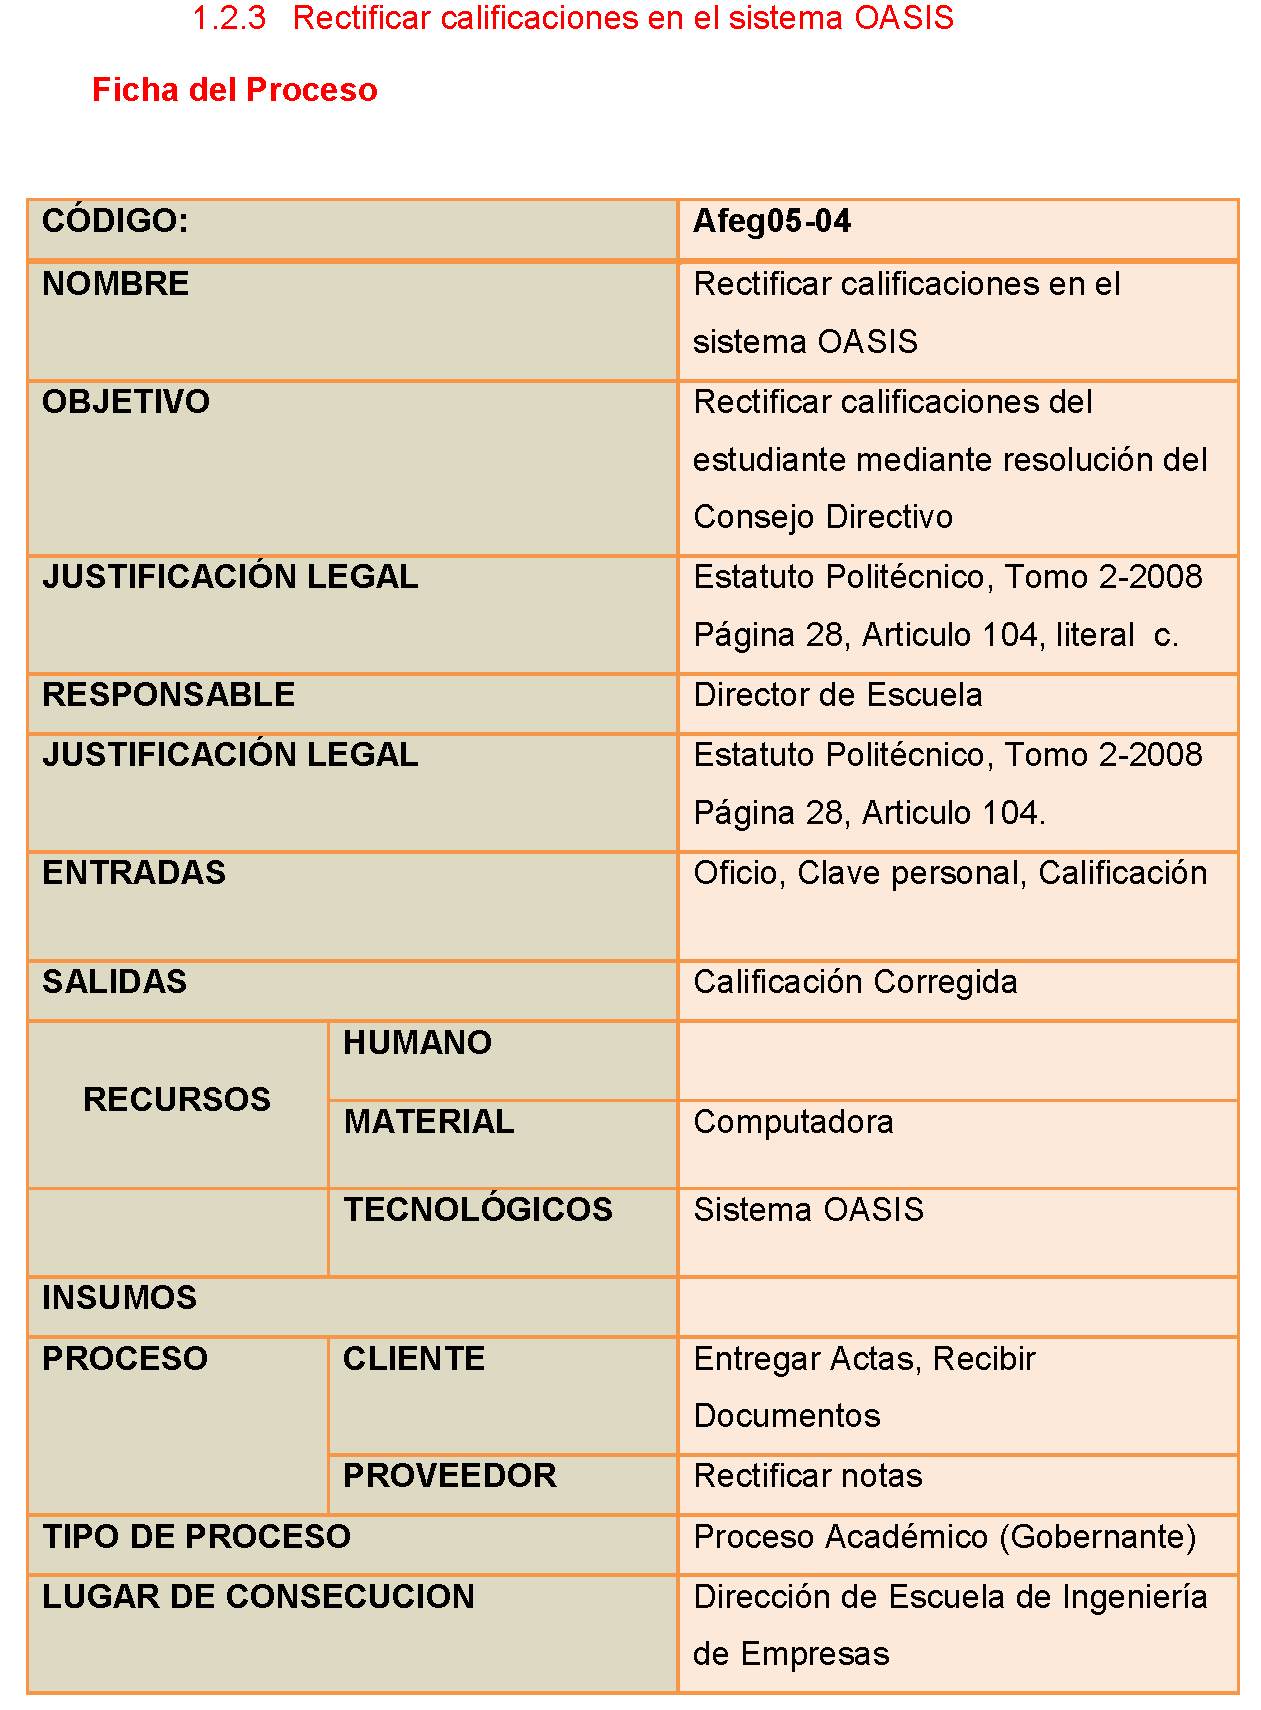 1.2.3 Rectificar calificaciones en el sistema OASIS
Ficha del Proceso
CÓDIGO: Afeg05-04
NOMBRE Rectificar calificaciones en el
sistema OASIS
OBJETIVO Rectificar calificaciones del
estudiante mediante resolución del
Consejo Directivo
JUSTIFICACIÓN LEGAL Estatuto Politécnico, Tomo 2-2008
Página 28, Articulo 104, literal c.
RESPONSABLE Director de Escuela
JUSTIFICACIÓN LEGAL Estatuto Politécnico, Tomo 2-2008
Página 28, Articulo 104.
ENTRADAS Oficio, Clave personal, Calificación
SALIDAS Calificación Corregida
RECURSOS
HUMANO
MATERIAL Computadora
TECNOLÓGICOS Sistema OASIS
INSUMOS
PROCESO CLIENTE Entregar Actas, Recibir
Documentos
PROVEEDOR Rectificar notas
TIPO DE PROCESO Proceso Académico (Gobernante)
LUGAR DE CONSECUCION Dirección de Escuela de Ingeniería
de Empresas